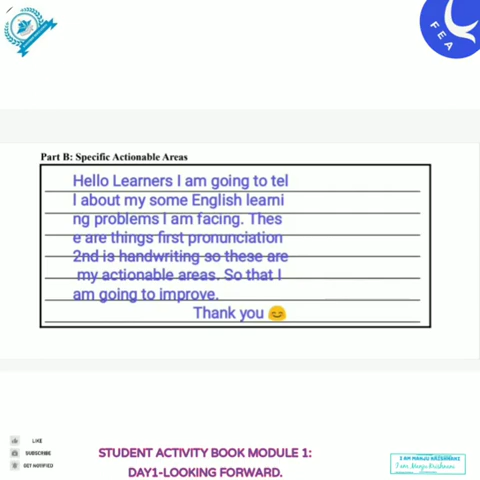 FEA
Part B: Specific Actionable Areas
Hello Learners I am going to tel
l about my some English learni
ng problems I am facing. Thes
e are things first pronunciation
2nd is handwriting so these are
my actionable areas. So that I
am going to improve.
Thank you 😊
LIKE
SUBSCRIBE
GET NOTIFIED
STUDENT ACTIVITY BOOK MODULE 1:
DAY1-LOOKING FORWARD.
I AM MANJU KRISHNANI